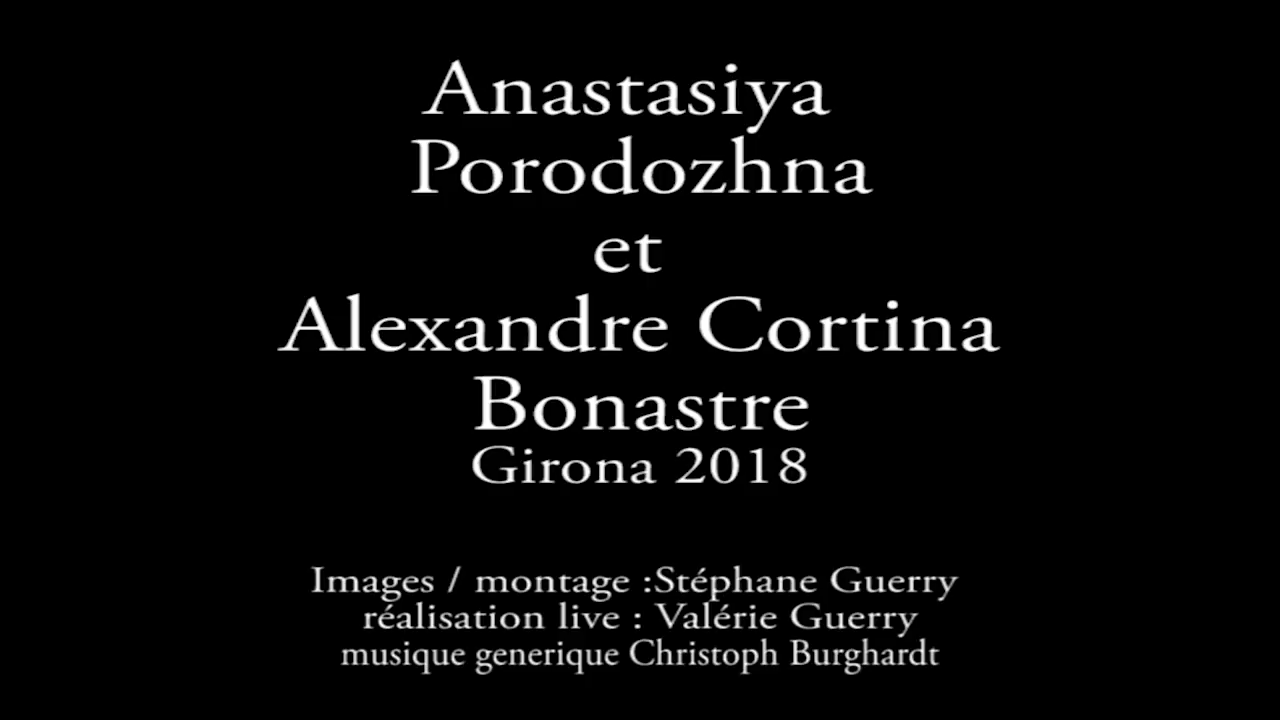 Anastasiya
Porodozhna
et
Alexandre Cortina
Bonastre
Girona 2018
Images / montage :Stéphane Guerry
réalisation live : Valérie Guerry
musique generique Christoph Burghardt